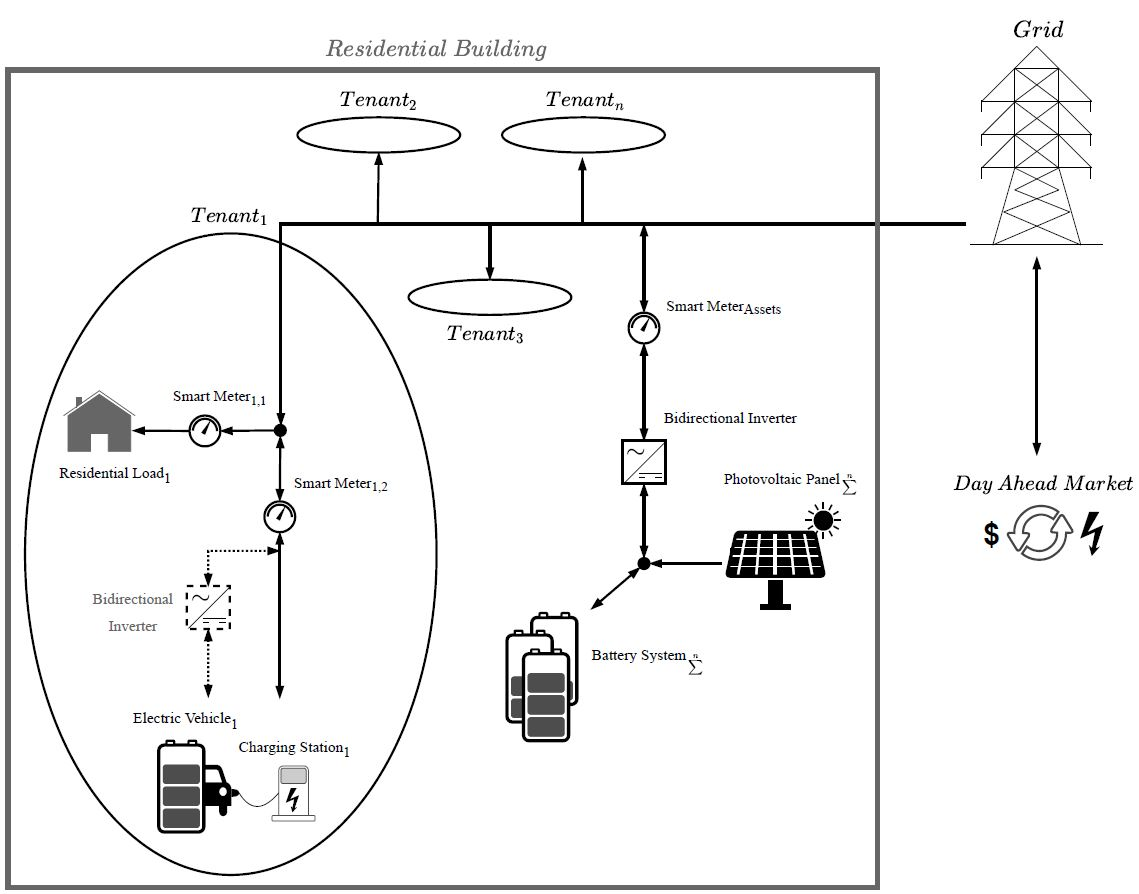 Grid
Residential Building
Tenant₂
Tenantₙ
Tenant₁
Smart Meter_Assets
Tenant₃
Smart Meter₁,₁
Bidirectional Inverter
Residential Load₁
Smart Meter₁,₂
Photovoltaic Panel ∑ⁿ
Day Ahead Market
$
Bidirectional
Inverter
Battery System ∑ⁿ
Electric Vehicle₁
Charging Station₁